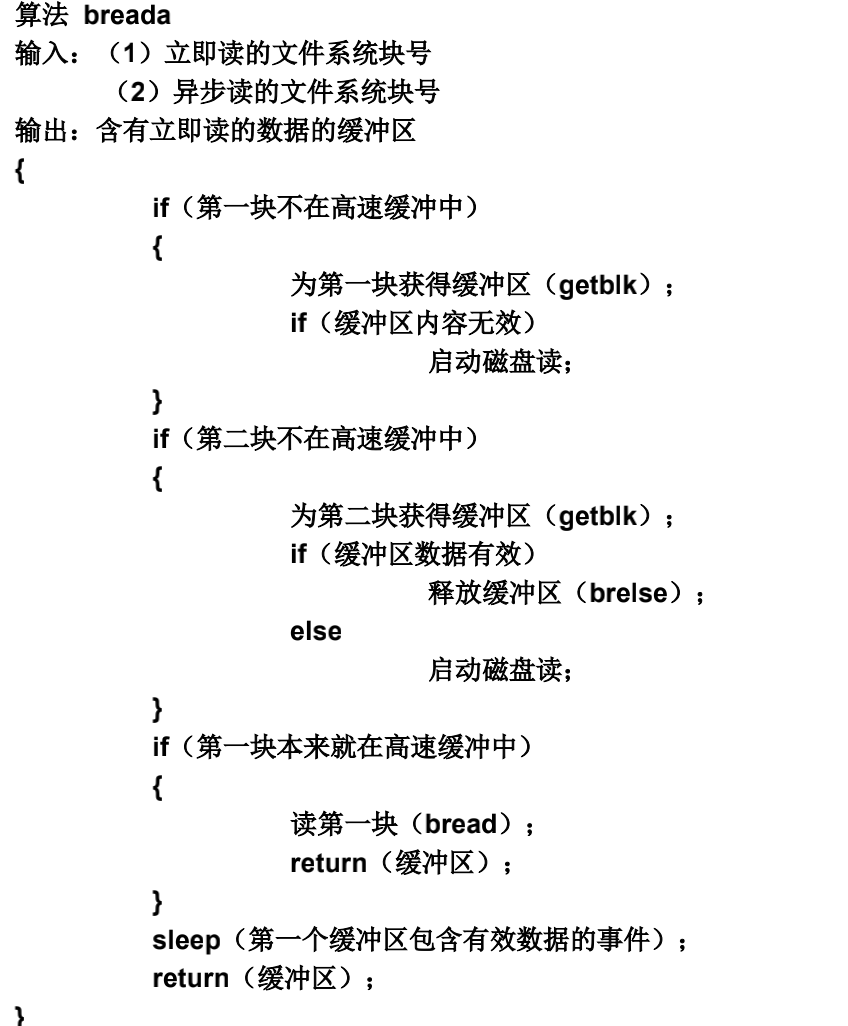 算法 breada
输入：（1）立即读的文件系统块号
（2）异步读的文件系统块号
输出：含有立即读的数据的缓冲区
{
if（第一块不在高速缓冲中）
{
为第一块获得缓冲区（getblk）；
if（缓冲区内容无效）
启动磁盘读；
}
if（第二块不在高速缓冲中）
{
为第二块获得缓冲区（getblk）；
if（缓冲区数据有效）
释放缓冲区（brelse）；
else
启动磁盘读；
}
if（第一块本来就在高速缓冲中）
{
读第一块（bread）；
return（缓冲区）；
}
sleep（第一个缓冲区包含有效数据的事件）；
return（缓冲区）；
}